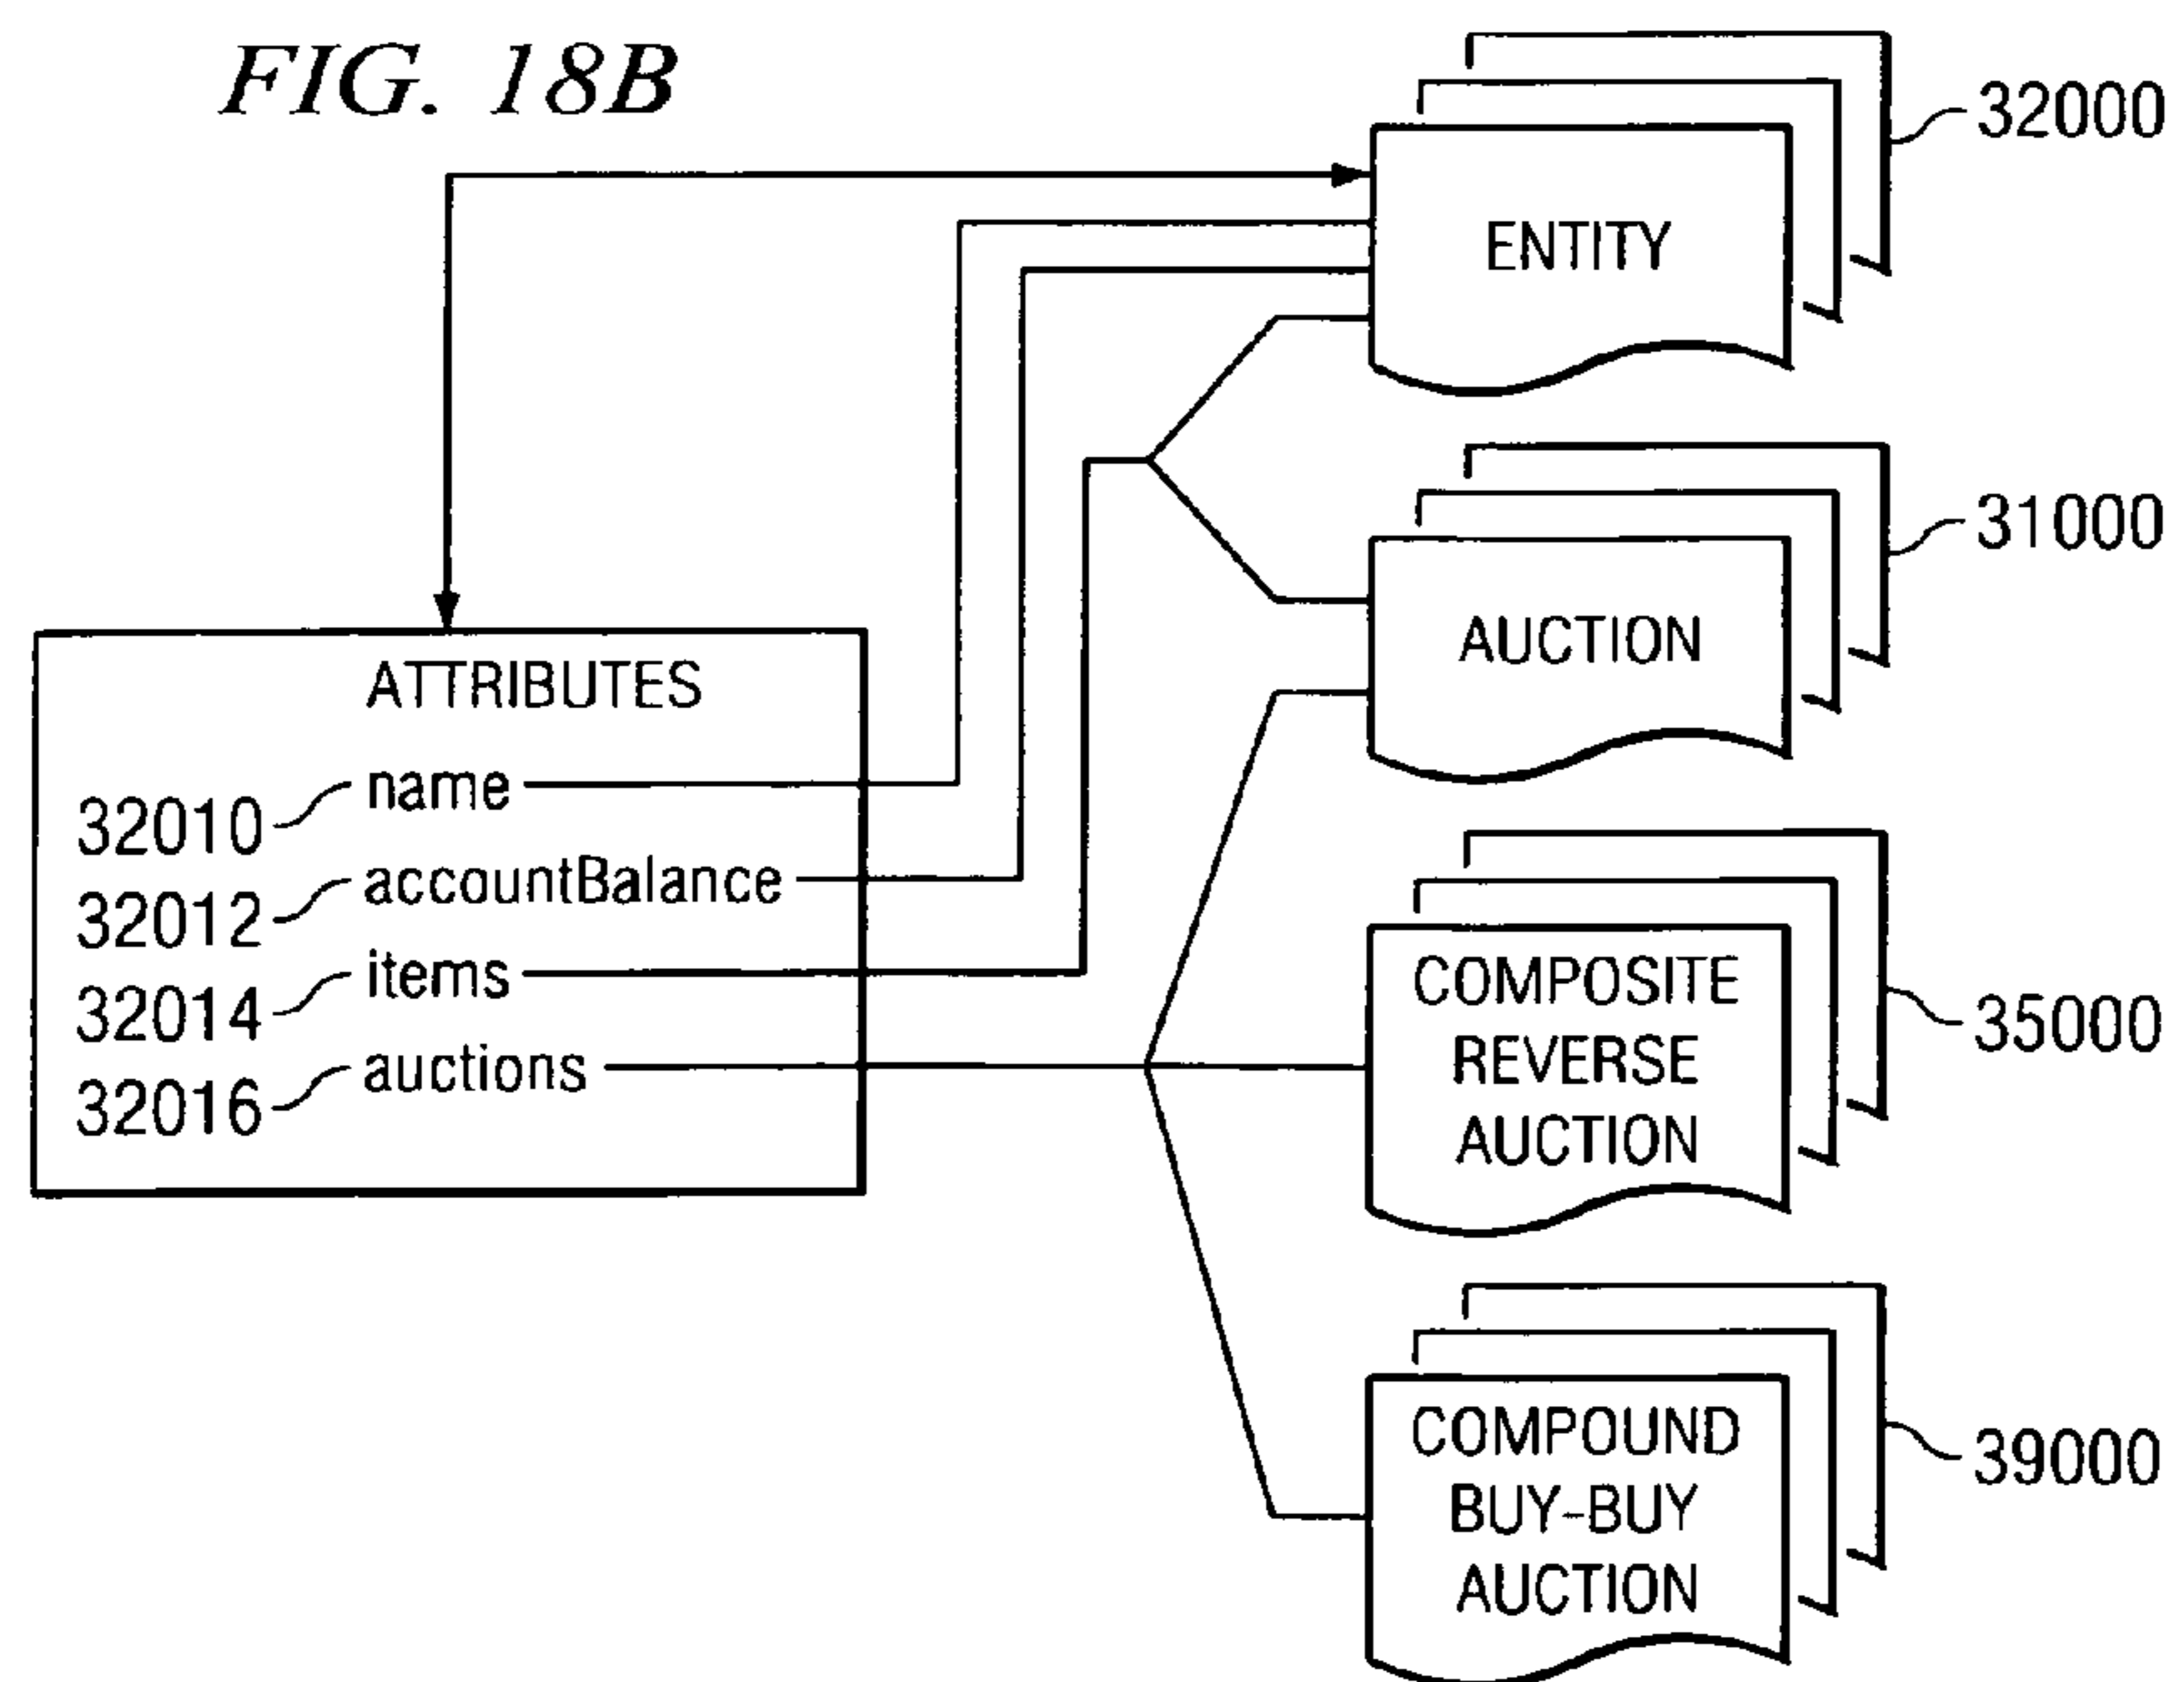 FIG. 18B
32000
ENTITY
31000
AUCTION
ATTRIBUTES
32010 name
32012 accountBalance
32014 items
32016 auctions
COMPOSITE
REVERSE
AUCTION
35000
COMPOUND
BUY-BUY
AUCTION
39000